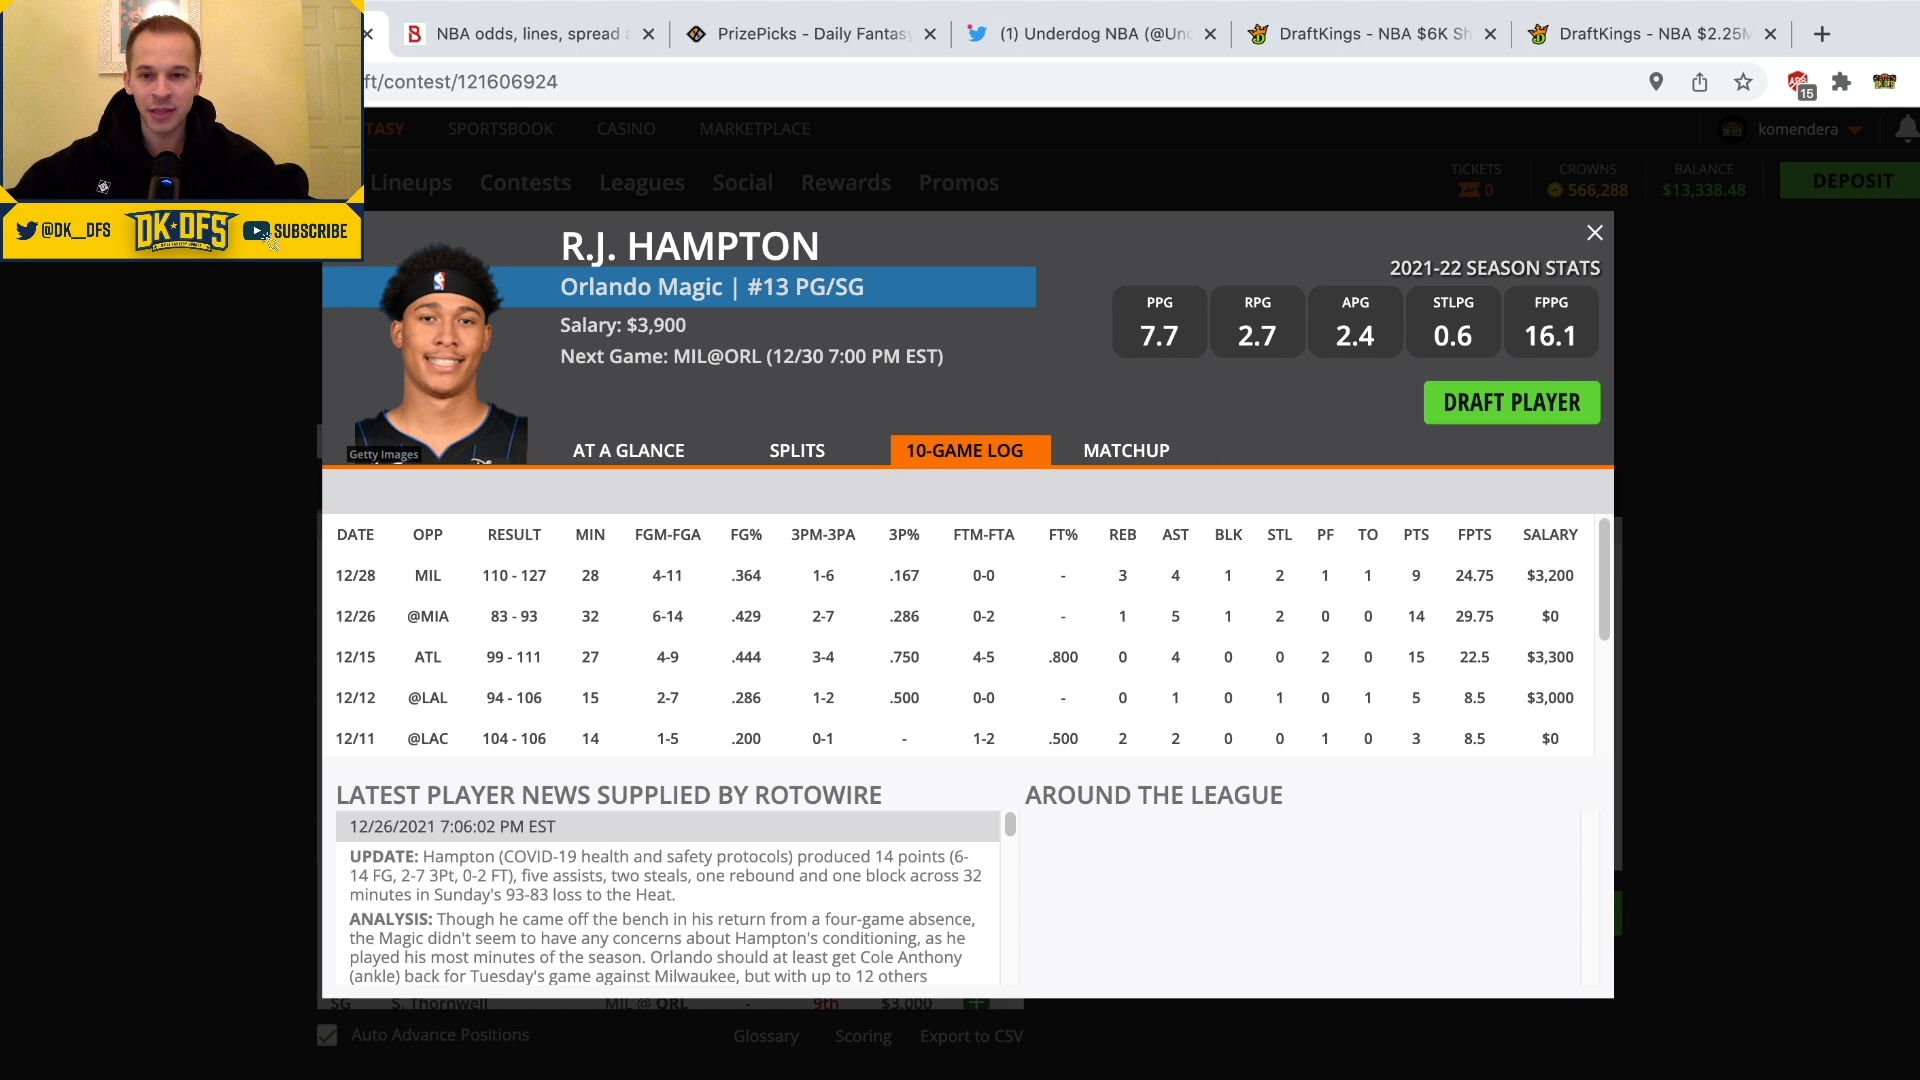 NBA odds, lines, spread
PrizePicks - Daily Fantasy
(1) Underdog NBA (@Und
DraftKings - NBA $6K Sh
DraftKings - NBA $2.25M
ft/contest/121606924
15
TASY
SPORTSBOOK
CASINO
MARKETPLACE
komendera
Lineups
Contests
Leagues
Social
Rewards
Promos
TICKETS
0
CROWNS
566,288
BALANCE
$13,338.48
DEPOSIT
@DK__DFS
DK DFS
SUBSCRIBE
R.J. HAMPTON
Orlando Magic | #13 PG/SG
Salary: $3,900
Next Game: MIL@ORL (12/30 7:00 PM EST)
Getty Images
2021-22 SEASON STATS
PPG RPG APG STLPG FPPG
7.7 2.7 2.4 0.6 16.1
DRAFT PLAYER
AT A GLANCE SPLITS 10-GAME LOG MATCHUP
DATE OPP RESULT MIN FGM-FGA FG% 3PM-3PA 3P% FTM-FTA FT% REB AST BLK STL PF TO PTS FPTS SALARY
12/28 MIL 110 - 127 28 4-11 .364 1-6 .167 0-0 - 3 4 1 2 1 1 9 24.75 $3,200
12/26 @MIA 83 - 93 32 6-14 .429 2-7 .286 0-2 - 1 5 1 2 0 0 14 29.75 $0
12/15 ATL 99 - 111 27 4-9 .444 3-4 .750 4-5 .800 0 4 0 0 2 0 15 22.5 $3,300
12/12 @LAL 94 - 106 15 2-7 .286 1-2 .500 0-0 - 0 1 0 1 0 1 5 8.5 $3,000
12/11 @LAC 104 - 106 14 1-5 .200 0-1 - 1-2 .500 2 2 0 0 1 0 3 8.5 $0
LATEST PLAYER NEWS SUPPLIED BY ROTOWIRE
12/26/2021 7:06:02 PM EST
UPDATE: Hampton (COVID-19 health and safety protocols) produced 14 points (6-
14 FG, 2-7 3Pt, 0-2 FT), five assists, two steals, one rebound and one block across 32
minutes in Sunday's 93-83 loss to the Heat.
ANALYSIS: Though he came off the bench in his return from a four-game absence,
the Magic didn't seem to have any concerns about Hampton's conditioning, as he
played his most minutes of the season. Orlando should at least get Cole Anthony
(ankle) back for Tuesday's game against Milwaukee, but with up to 12 others
AROUND THE LEAGUE
SG S. Thornwell MIL @ ORL - 9th $3,000
Auto Advance Positions
Glossary
Scoring
Export to CSV